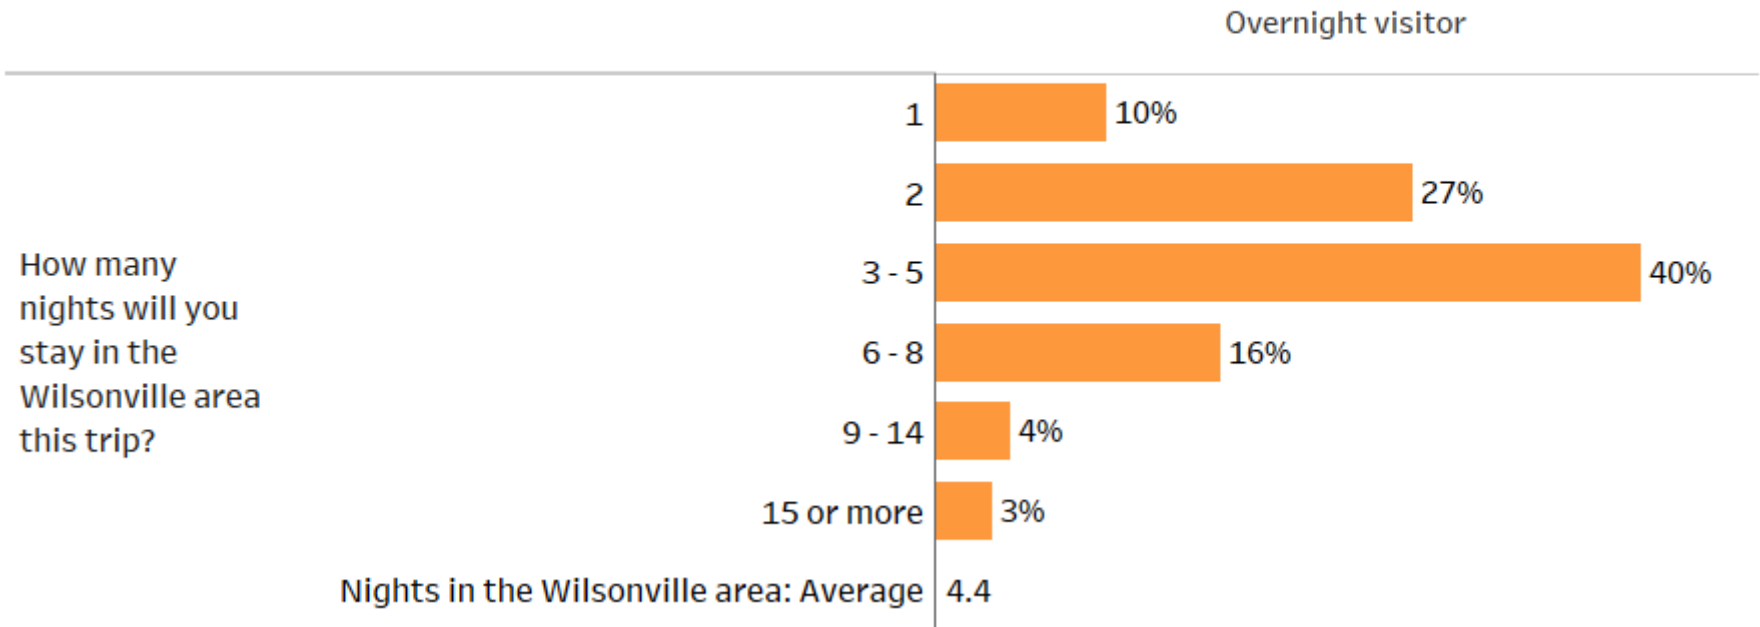 Overnight visitor
How many
nights will you
stay in the
Wilsonville area
this trip?
1 10%
2 27%
3 - 5 40%
6 - 8 16%
9 - 14 4%
15 or more 3%
Nights in the Wilsonville area: Average 4.4